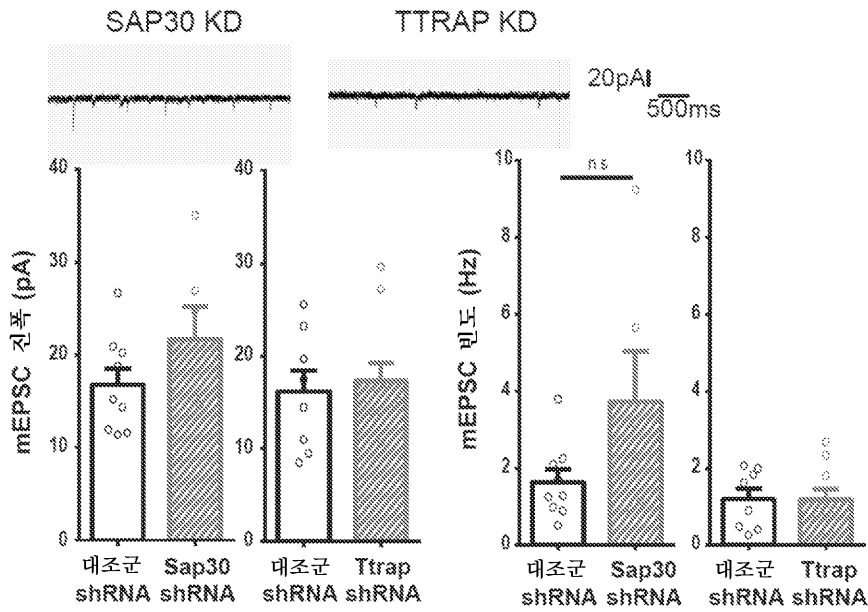 SAP30 KD
TTRAP KD
20pA
500ms
mEPSC 진폭 (pA)
40
30
20
10
0
대조군 shRNA
Sap30 shRNA
40
30
20
10
0
대조군 shRNA
Ttrap shRNA
mEPSC 빈도 (Hz)
10
8
6
4
2
0
ns
대조군 shRNA
Sap30 shRNA
10
8
6
4
2
0
대조군 shRNA
Ttrap shRNA